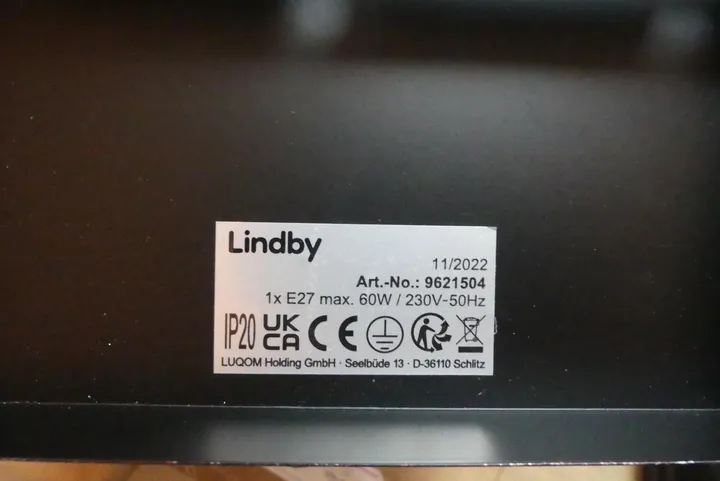 Lindby
11/2022
Art.-No.: 9621504
1x E27 max. 60W / 230V~50Hz
IP20 UK CA CE
LUQOM Holding GmbH · Seelbüde 13 · D-36110 Schlitz